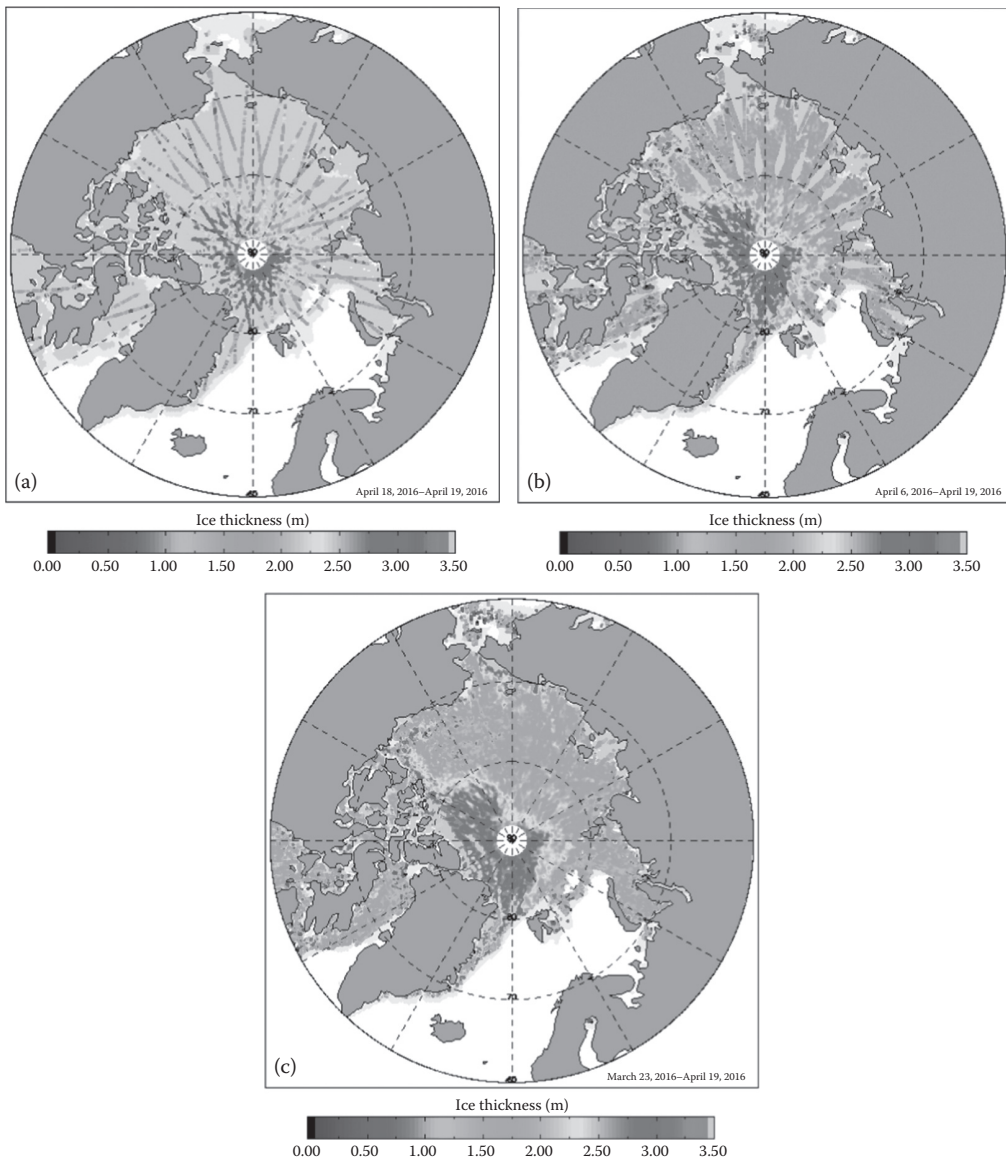 (a)
April 18, 2016–April 19, 2016
Ice thickness (m)
0.00 0.50 1.00 1.50 2.00 2.50 3.00 3.50
(b)
April 6, 2016–April 19, 2016
Ice thickness (m)
0.00 0.50 1.00 1.50 2.00 2.50 3.00 3.50
80
70
(c)
March 23, 2016–April 19, 2016
Ice thickness (m)
0.00 0.50 1.00 1.50 2.00 2.50 3.00 3.50